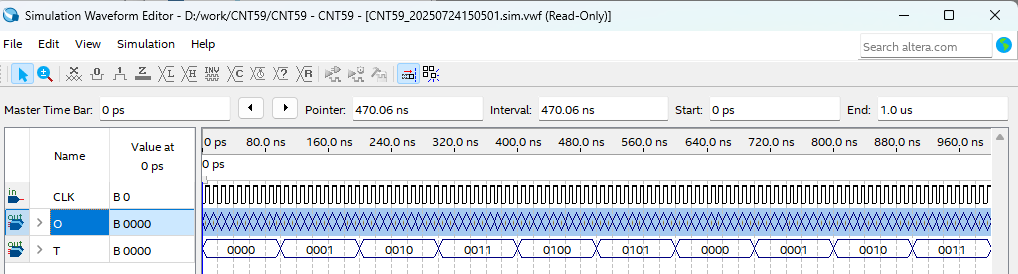 Simulation Waveform Editor - D:/work/CNT59/CNT59 - CNT59 - [CNT59_20250724150501.sim.vwf (Read-Only)]
File Edit View Simulation Help
Search altera.com
Master Time Bar: 0 ps Pointer: 470.06 ns Interval: 470.06 ns Start: 0 ps End: 1.0 us
Name Value at 0 ps
0 ps 80.0 ns 160.0 ns 240.0 ns 320.0 ns 400.0 ns 480.0 ns 560.0 ns 640.0 ns 720.0 ns 800.0 ns 880.0 ns 960.0 ns
0 ps
in CLK B 0
out O B 0000
out T B 0000 0000 0001 0010 0011 0100 0101 0000 0001 0010 0011